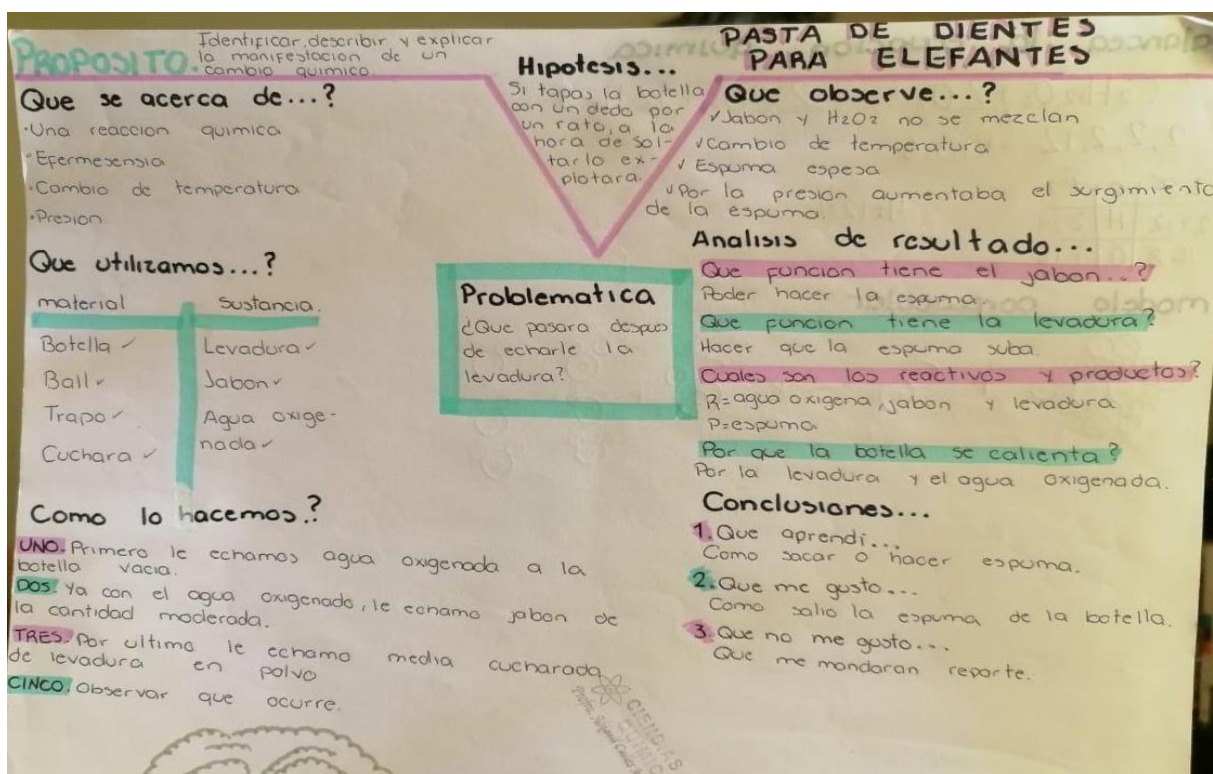 PROPOSITO.
Identificar, describir y explicar
la manifestacion de un
cambio quimico.
Que se acerca de...?
·Una reaccion quimica
·Efermesensia
·Cambio de temperatura
·Presion
Que utilizamos...?
material
Sustancia.
Botella ✓
Levadura ✓
Ball ✓
Jabon ✓
Trapo ✓
Agua oxige-
nada ✓
Cuchara ✓
Como lo hacemos?
UNO. Primero le echamos agua oxigenada a la
botella vacia.
DOS. Ya con el agua oxigenado, le echamo jabon de
la cantidad moderada.
TRES. Por ultimo le echamo media cucharada
de levadura en polvo
CINCO. Observar que ocurre.
Hipotesis...
Si tapas la botella
con un dedo por
un rato, a la
hora de sol-
tarlo ex-
plotara.
Problematica
¿Que pasara despues
de echarle la
levadura?
PASTA DE DIENTES
PARA ELEFANTES
Que observe...?
✓Jabon y H2O2 no se mezclan
✓Cambio de temperatura
✓Espuma espesa
✓Por la presion aumentaba el surgimiento
de la espuma.
Analisis de resultado...
Que funcion tiene el jabon...?
Poder hacer la espuma
Que funcion tiene la levadura?
Hacer que la espuma suba.
Cuales son los reactivos y productos?
R=agua oxigena, jabon y levadura
P=espuma
Por que la botella se calienta?
Por la levadura y el agua oxigenada.
Conclusiones...
1. Que aprendi...
Como sacar o hacer espuma.
2. Que me gusto...
Como salio la espuma de la botella.
3. Que no me gusto...
Que me mandaran reporte.
CIENCIAS